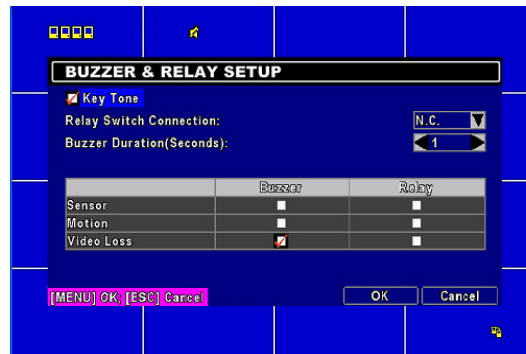 BUZZER & RELAY SETUP
Key Tone
Relay Switch Connection: N.C.
Buzzer Duration(Seconds): 1
Buzzer Relay
Sensor
Motion
Video Loss
[MENU] OK; [ESC] Cancel OK Cancel